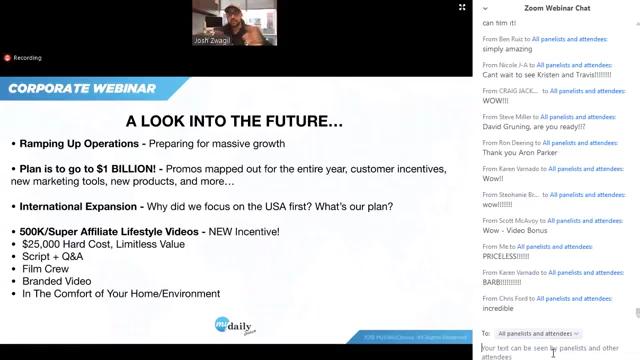 Josh Zwagil
Recording
CORPORATE WEBINAR
A LOOK INTO THE FUTURE...
• Ramping Up Operations - Preparing for massive growth
• Plan is to go to $1 BILLION! - Promos mapped out for the entire year, customer incentives,
new marketing tools, new products, and more...
• International Expansion - Why did we focus on the USA first? What's our plan?
• 500K/Super Affiliate Lifestyle Videos - NEW Incentive!
• $25,000 Hard Cost, Limitless Value
• Script + Q&A
• Film Crew
• Branded Video
• In The Comfort of Your Home/Environment
my daily
Zoom Webinar Chat
can film it!
From Ben Ruiz to All panelists and attendees:
simply amazing
From Nicole J-A to All panelists and attendees:
Cant wait to see Kristen and Travis!!!!!!!!
From CRAIG JACK... to All panelists and attendees:
WOW!!!
From Steve Miller to All panelists and attendees:
David Gruning, are you ready!!?
From Ron Deering to All panelists and attendees:
Thank you Aron Parker
From Karen Varnado to All panelists and attendees:
Wow!!
From Stephanie B... to All panelists and attendees:
wow!!!!!!
From Scott McAvoy to All panelists and attendees:
Wow - Video Bonus
From Me to All panelists and attendees:
PRICELESS!!!!!!
From Karen Varnado to All panelists and attendees:
BARB!!!!!!!!!!
From Chris Ford to All panelists and attendees:
incredible
To: All panelists and attendees
Your text can be seen by panelists and other
attendees